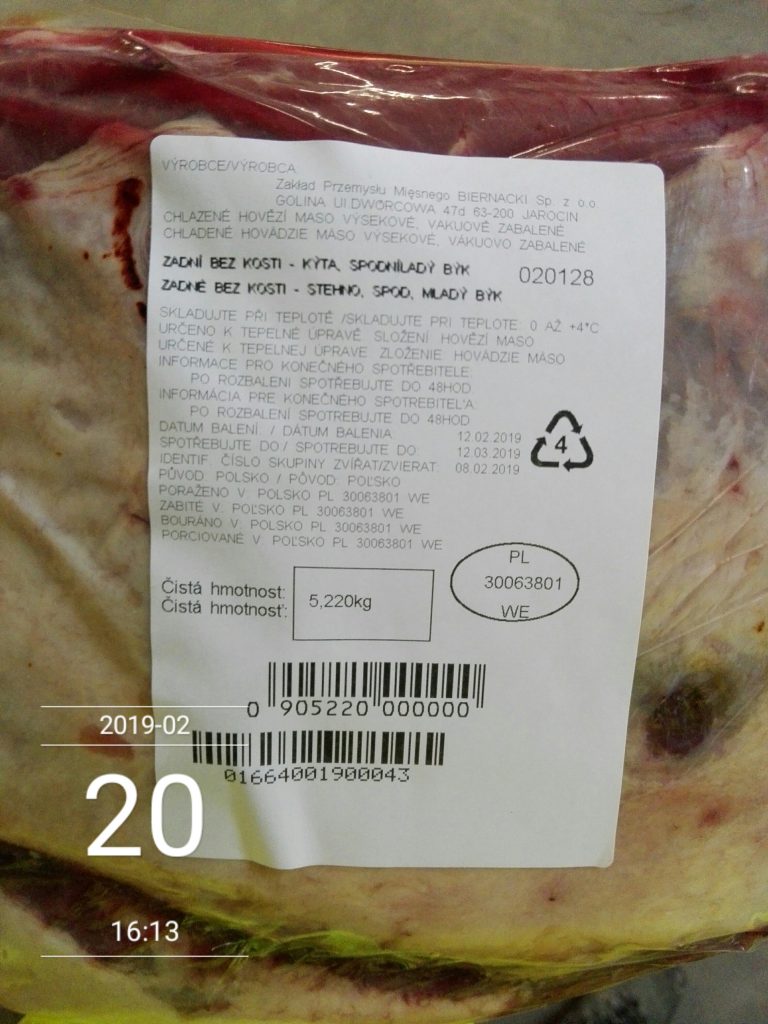 VÝROBCE/VÝROBCA:
Zakład Przemysłu Mięsnego BIERNACKI Sp. z o.o.
GOLINA Ul.DWORCOWA 47d 63-200 JAROCIN
CHLAZENÉ HOVĚZÍ MASO VÝSEKOVÉ, VAKUOVĚ ZABALENÉ
CHLADENÉ HOVÄDZIE MÄSO VÝSEKOVÉ, VÁKUOVO ZABALENÉ
ZADNÍ BEZ KOSTI - KÝTA, SPODNÍLADÝ BÝK
020128
ZADNÉ BEZ KOSTI - STEHNO, SPOD, MLADÝ BÝK
SKLADUJTE PŘI TEPLOTĚ /SKLADUJTE PRI TEPLOTE: 0 AŽ +4°C
URČENO K TEPELNÉ ÚPRAVĚ SLOŽENÍ HOVĚZÍ MASO
URČENÉ K TEPELNEJ ÚPRAVE ZLOŽENIE HOVÄDZIE MÄSO
INFORMACE PRO KONEČNÉHO SPOTŘEBITELE:
PO ROZBALENÍ SPOTŘEBUJTE DO 48HOD
INFORMÁCIA PRE KONEČNÉHO SPOTREBITEĽA:
PO ROZBALENÍ SPOTREBUJTE DO 48HOD
DATUM BALENÍ: / DÁTUM BALENIA: 12.02.2019
SPOTŘEBUJTE DO / SPOTREBUJTE DO: 12.03.2019
IDENTIF. ČÍSLO SKUPINY ZVÍŘAT/ZVIERAT: 08.02.2019
4
PŮVOD: POLSKO / PÔVOD: POĽSKO
PORAŽENO V: POLSKO PL 30063801 WE
ZABITÉ V: POĽSKO PL 30063801 WE
BOURÁNO V: POLSKO PL 30063801 WE
PORCIOVANÉ V: POĽSKO PL 30063801 WE
Čistá hmotnost:
Čistá hmotnosť:
5,220kg
PL
30063801
WE
0 905220 000000
01664001900043
2019-02
20
16:13